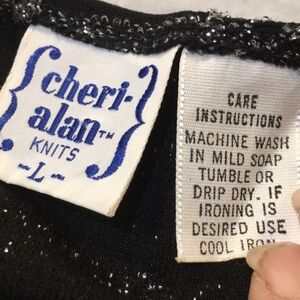 cheri-
alan™
KNITS
-L-
CARE
INSTRUCTIONS
MACHINE WASH
IN MILD SOAP
TUMBLE OR
DRIP DRY. IF
IRONING IS
DESIRED USE
COOL IRON